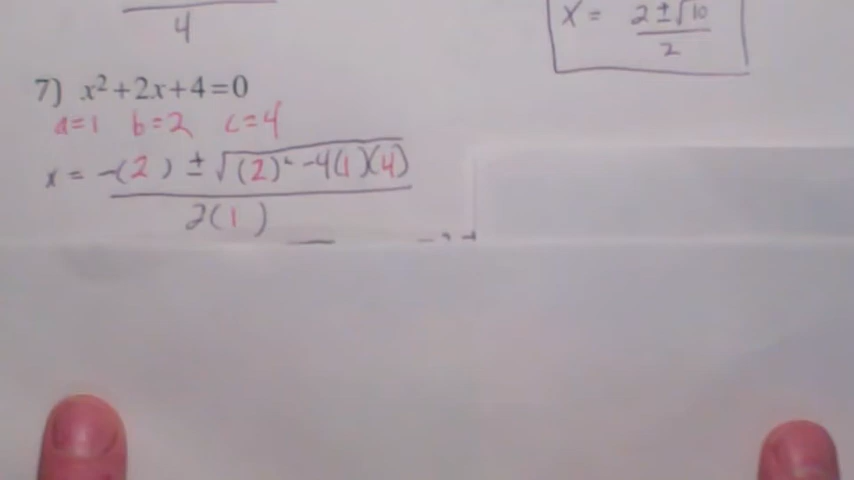 4
x = 2 ± √10
2
7) x² + 2x + 4 = 0
a=1 b=2 c=4
x = -(2) ± √(2)² -4(1)(4)
2(1)